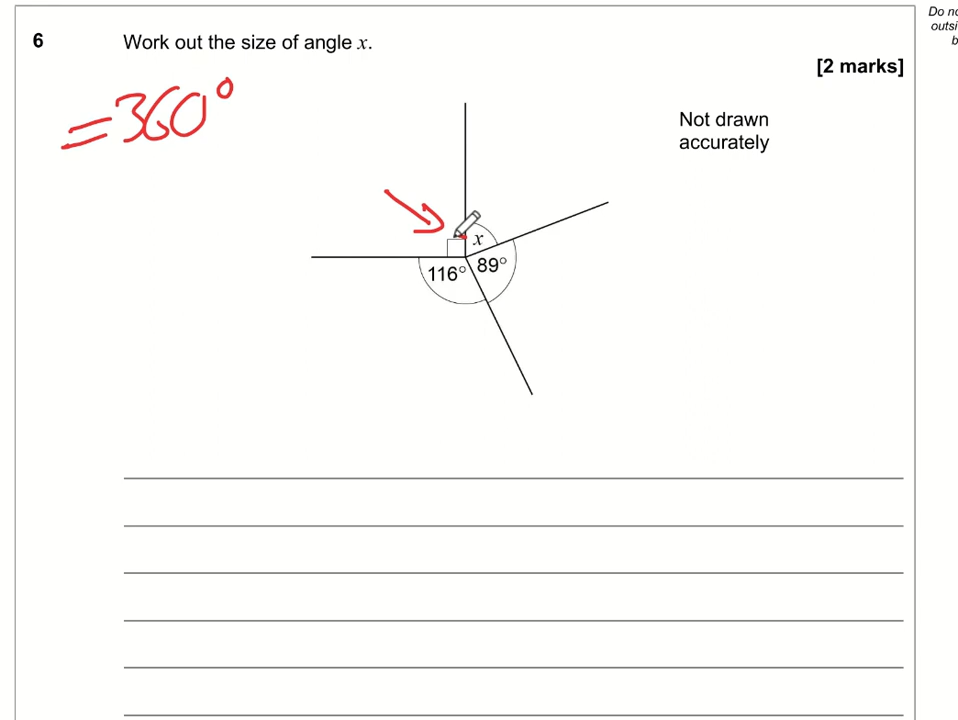 Do no
outsi
b
6 Work out the size of angle x.
[2 marks]
= 360°
Not drawn
accurately
x
116° 89°